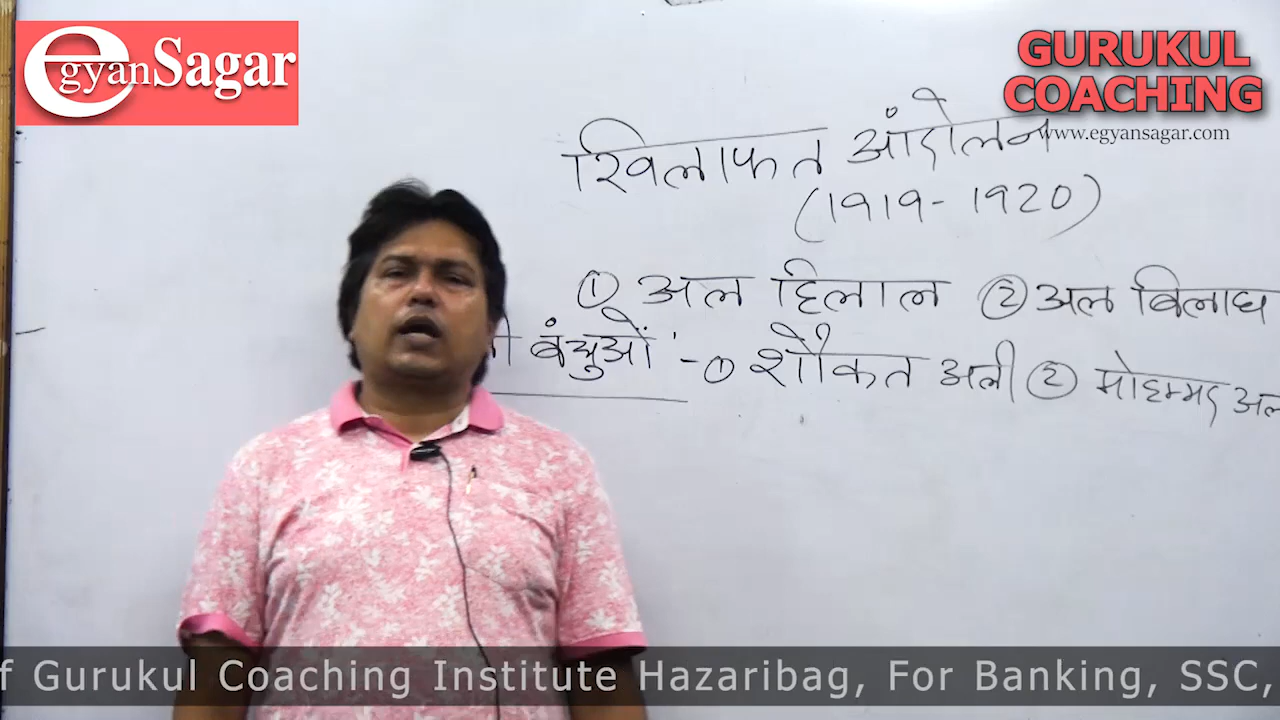 egyanSagar
GURUKUL
COACHING
www.egyansagar.com
खिलाफत आंदोलन
(1919-1920)
① अल हिलाल ② अल बिलाघ
बंधुओं - ① शौकत अली ② मोहम्मद अल
f Gurukul Coaching Institute Hazaribag, For Banking, SSC,